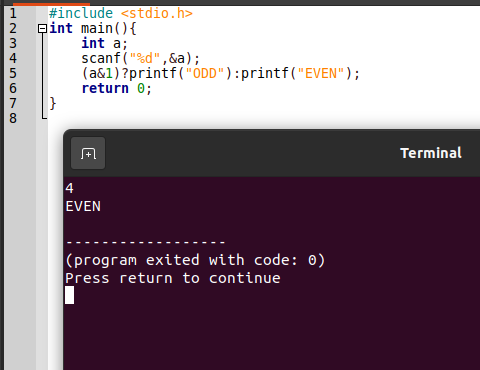 1 #include <stdio.h>
2 int main(){
3 int a;
4 scanf("%d",&a);
5 (a&1)?printf("ODD"):printf("EVEN");
6 return 0;
7 }
8
Terminal
4
EVEN
------------------
(program exited with code: 0)
Press return to continue